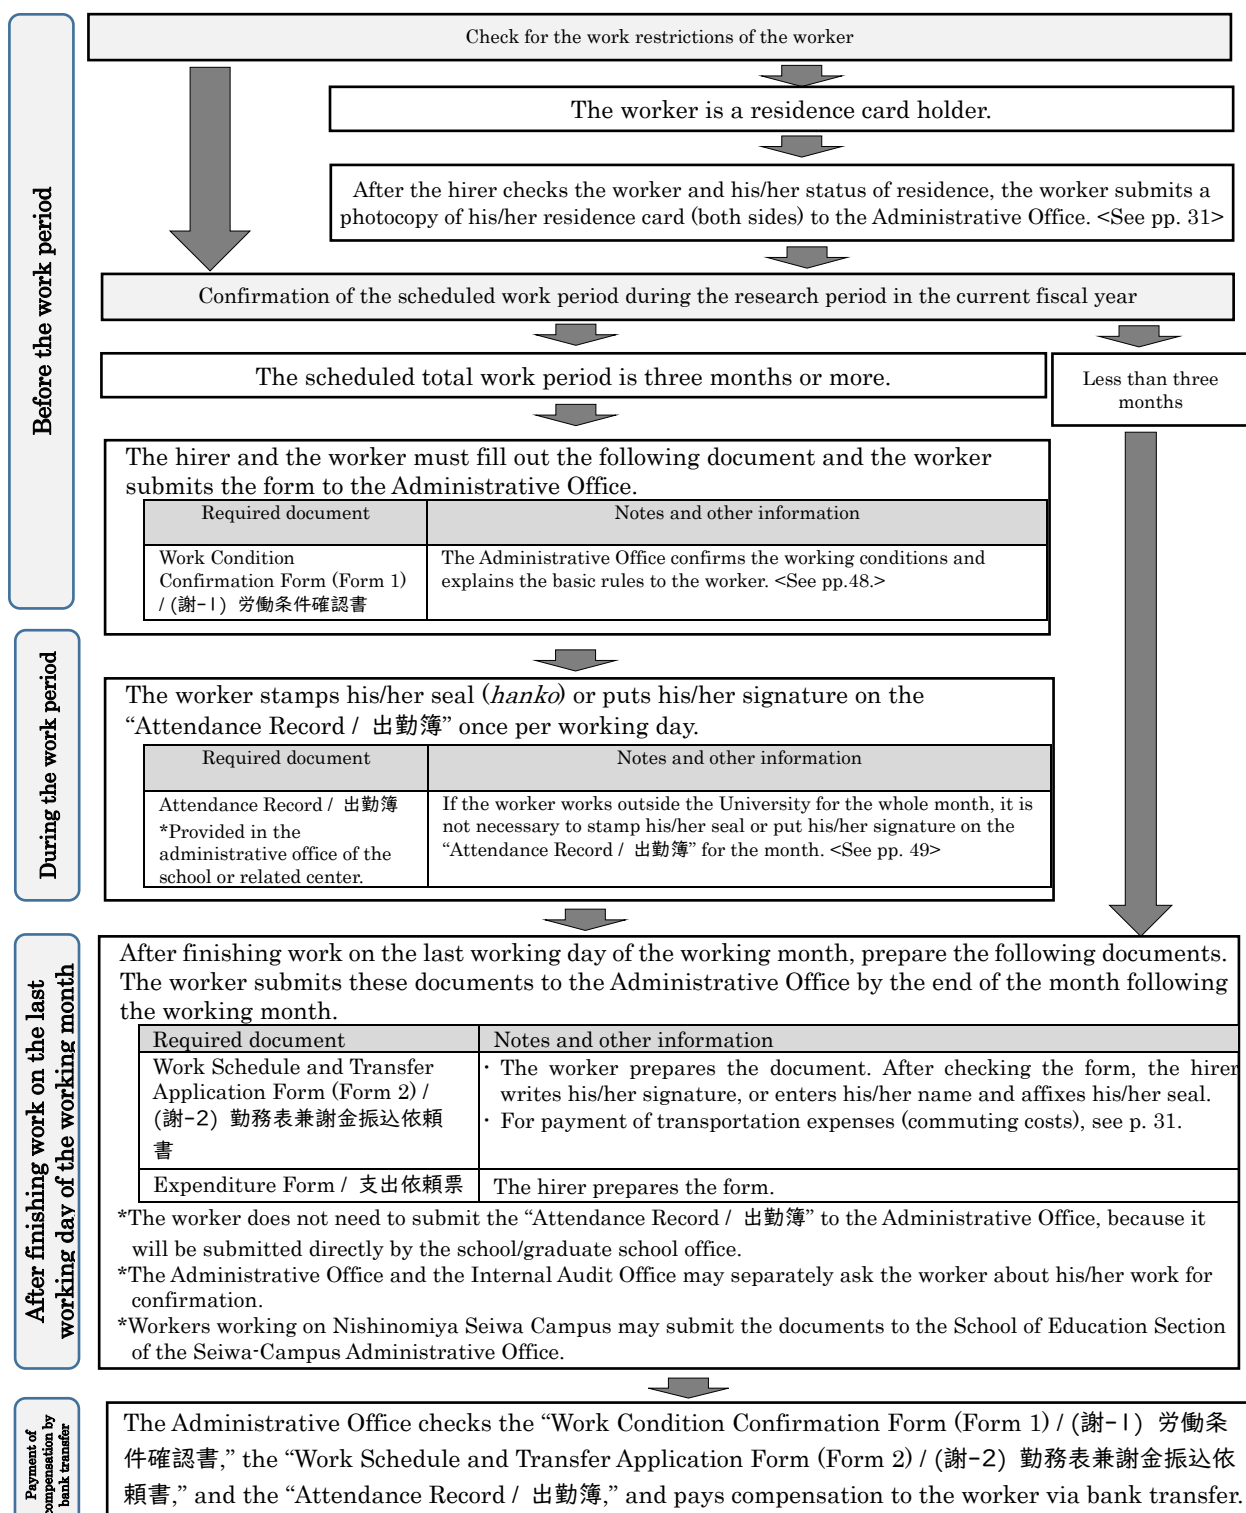 Check for the work restrictions of the worker
The worker is a residence card holder.
After the hirer checks the worker and his/her status of residence, the worker submits a
photocopy of his/her residence card (both sides) to the Administrative Office. <See pp. 31>
Before the work period
Confirmation of the scheduled work period during the research period in the current fiscal year
The scheduled total work period is three months or more.
Less than three
months
The hirer and the worker must fill out the following document and the worker
submits the form to the Administrative Office.
Required document
Notes and other information
Work Condition
Confirmation Form (Form 1)
/ (謝-1) 労働条件確認書
The Administrative Office confirms the working conditions and
explains the basic rules to the worker. <See pp.48.>
During the work period
The worker stamps his/her seal (hanko) or puts his/her signature on the
“Attendance Record / 出勤簿” once per working day.
Required document
Notes and other information
Attendance Record / 出勤簿
*Provided in the
administrative office of the
school or related center.
If the worker works outside the University for the whole month, it is
not necessary to stamp his/her seal or put his/her signature on the
“Attendance Record / 出勤簿” for the month. <See pp. 49>
After finishing work on the last
working day of the working month
After finishing work on the last working day of the working month, prepare the following documents.
The worker submits these documents to the Administrative Office by the end of the month following
the working month.
Required document
Notes and other information
Work Schedule and Transfer
Application Form (Form 2) /
(謝-2) 勤務表兼謝金振込依頼
書
・The worker prepares the document. After checking the form, the hirer
writes his/her signature, or enters his/her name and affixes his/her seal.
・For payment of transportation expenses (commuting costs), see p. 31.
Expenditure Form / 支出依頼票
The hirer prepares the form.
*The worker does not need to submit the “Attendance Record / 出勤簿” to the Administrative Office, because it
will be submitted directly by the school/graduate school office.
*The Administrative Office and the Internal Audit Office may separately ask the worker about his/her work for
confirmation.
*Workers working on Nishinomiya Seiwa Campus may submit the documents to the School of Education Section
of the Seiwa-Campus Administrative Office.
Payment of
compensation by
bank transfer
The Administrative Office checks the “Work Condition Confirmation Form (Form 1) / (謝-1) 労働条
件確認書,” the “Work Schedule and Transfer Application Form (Form 2) / (謝-2) 勤務表兼謝金振込依
頼書,” and the “Attendance Record / 出勤簿,” and pays compensation to the worker via bank transfer.